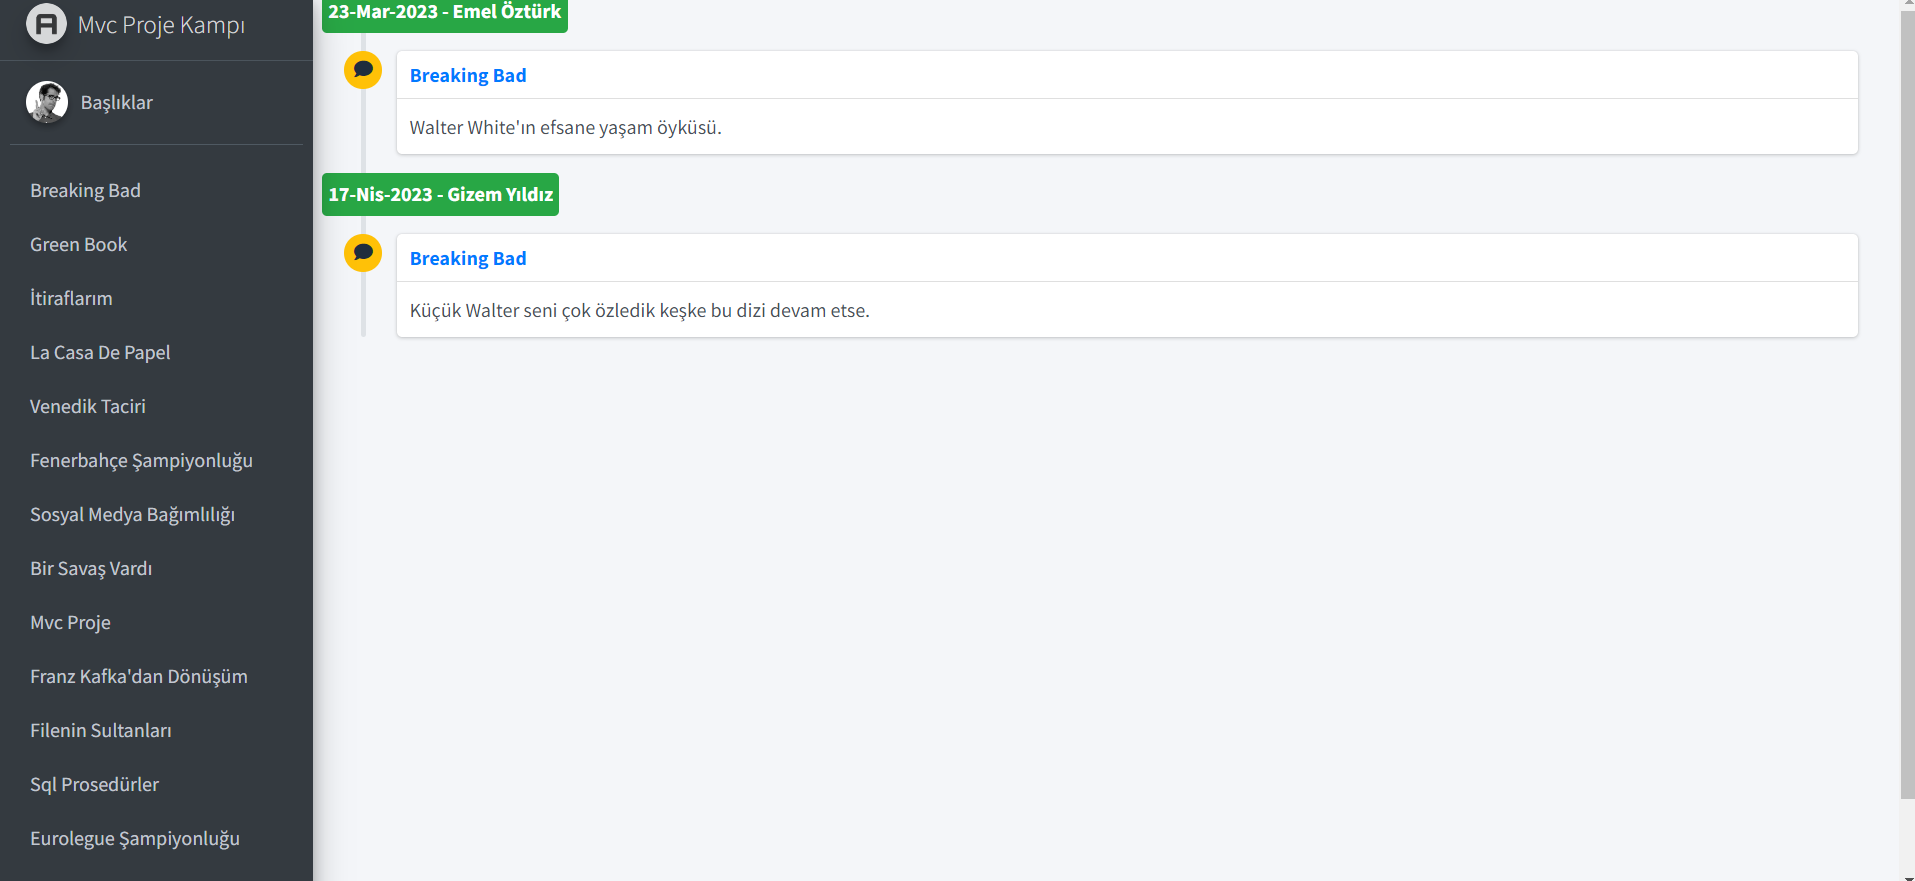 Mvc Proje Kampı
Başlıklar
Breaking Bad
Green Book
İtiraflarım
La Casa De Papel
Venedik Taciri
Fenerbahçe Şampiyonluğu
Sosyal Medya Bağımlılığı
Bir Savaş Vardı
Mvc Proje
Franz Kafka'dan Dönüşüm
Filenin Sultanları
Sql Prosedürler
Eurolegue Şampiyonluğu
23-Mar-2023 - Emel Öztürk
Breaking Bad
Walter White'ın efsane yaşam öyküsü.
17-Nis-2023 - Gizem Yıldız
Breaking Bad
Küçük Walter seni çok özledik keşke bu dizi devam etse.